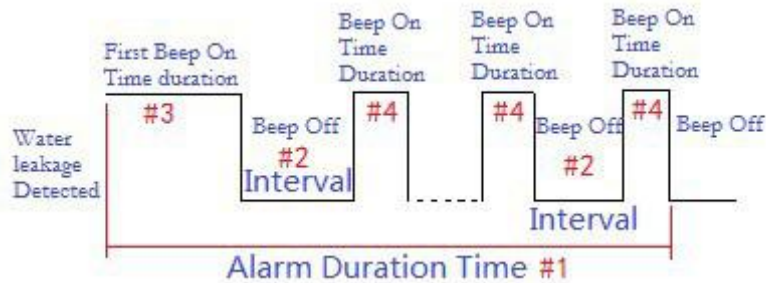 First Beep On
Time duration
#3
Water
leakage
Detected
Beep Off
#2
Interval
Beep On
Time
Duration
#4
Beep On
Time
Duration
#4
Beep Off
#2
Interval
Beep On
Time
Duration
#4
Beep Off
Alarm Duration Time #1